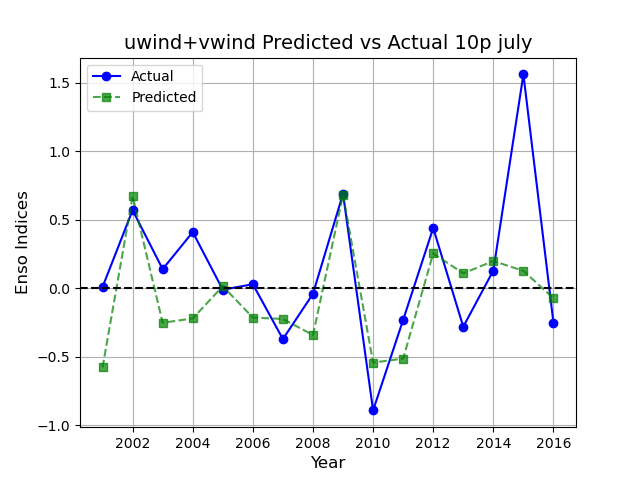 uwind+vwind Predicted vs Actual 10p july
Actual
Predicted
Enso Indices
1.5
1.0
0.5
0.0
−0.5
−1.0
2002 2004 2006 2008 2010 2012 2014 2016
Year